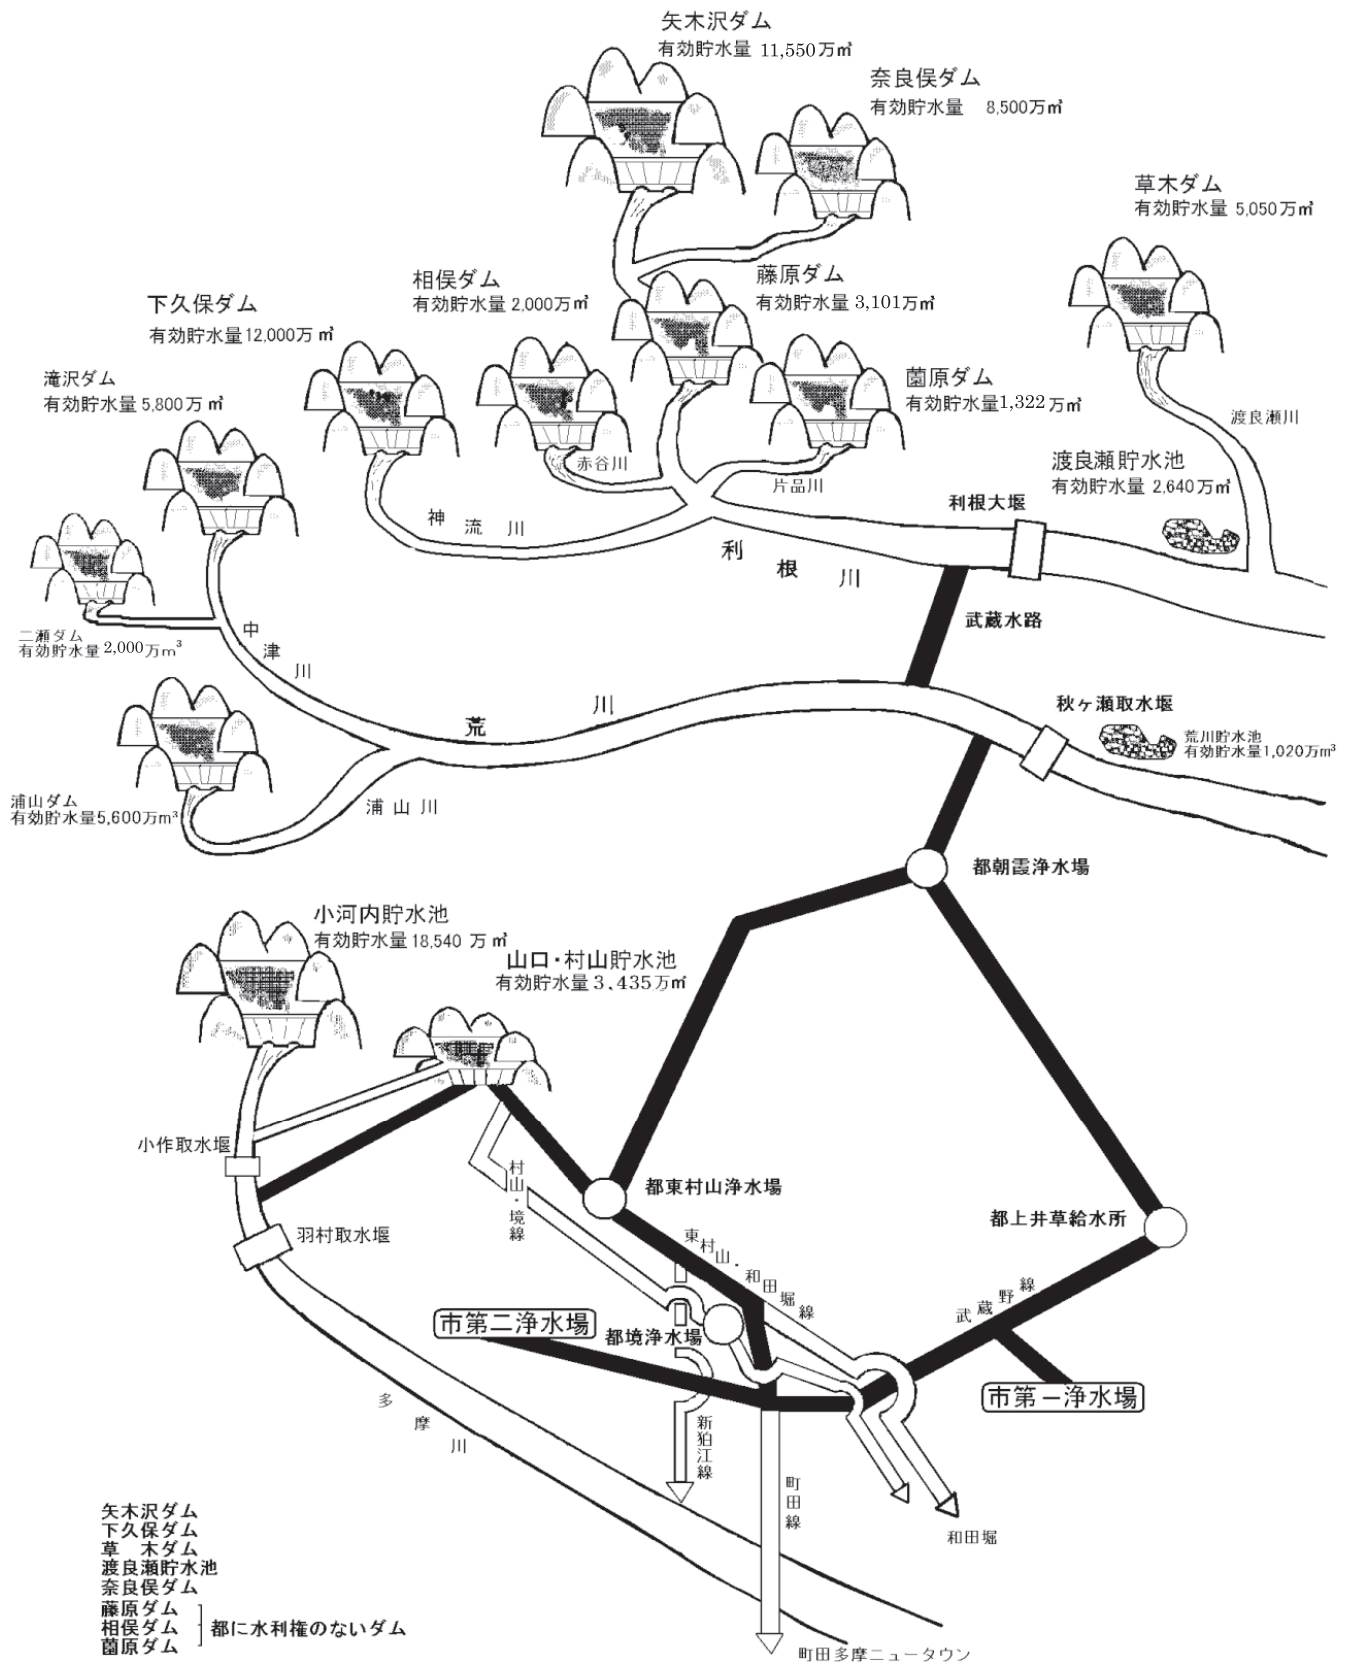 矢木沢ダム
有効貯水量 11,550万㎥
奈良俣ダム
有効貯水量 8,500万㎥
草木ダム
有効貯水量 5,050万㎥
相俣ダム
有効貯水量 2,000万㎥
藤原ダム
有効貯水量 3,101万㎥
下久保ダム
有効貯水量 12,000万㎥
滝沢ダム
有効貯水量 5,800万㎥
薗原ダム
有効貯水量1,322万㎥
渡良瀬川
渡良瀬貯水池
有効貯水量 2,640万㎥
赤谷川
片品川
利根大堰
神流川
利根川
武蔵水路
二瀬ダム
有効貯水量 2,000万m³
中津川
荒川
秋ヶ瀬取水堰
荒川貯水池
有効貯水量1,020万m³
浦山ダム
有効貯水量5,600万m³
浦山川
都朝霞浄水場
小河内貯水池
有効貯水量 18,540 万㎥
山口・村山貯水池
有効貯水量 3,435万㎥
小作取水堰
村山・境線
都東村山浄水場
都上井草給水所
羽村取水堰
東村山・和田堀線
武蔵野線
市第二浄水場
都境浄水場
市第一浄水場
多摩川
新狛江線
町田線
和田堀
矢木沢ダム
下久保ダム
草 木ダム
渡良瀬貯水池
奈良俣ダム
藤原ダム
相俣ダム 都に水利権のないダム
薗原ダム
町田多摩ニュータウン